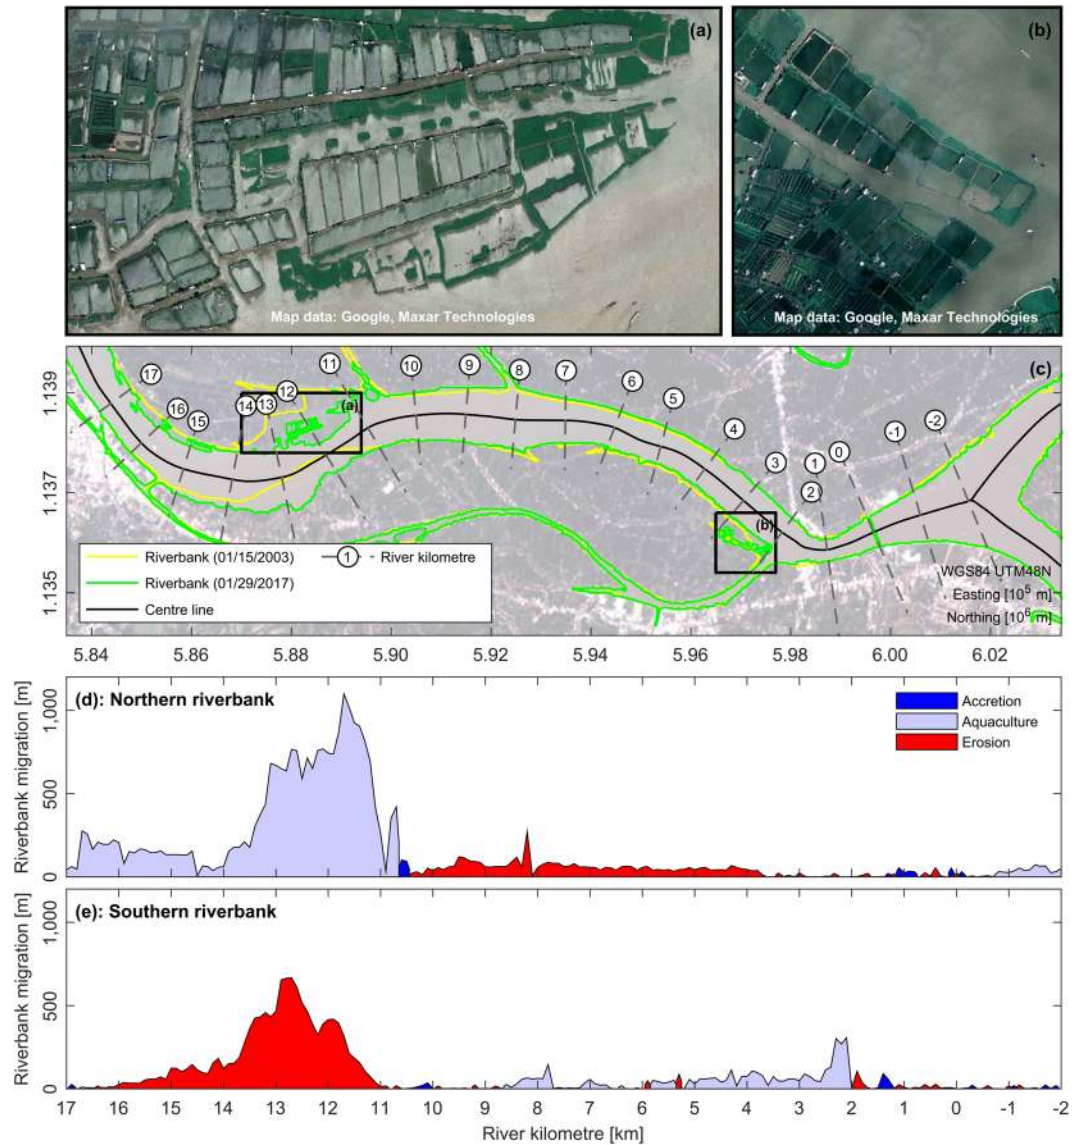 (a)
Map data: Google, Maxar Technologies
(b)
Map data: Google, Maxar Technologies
(c)
1.139
1.137
1.135
17
16
15
14
13
12
11
10
9
8
7
6
5
4
3
2
1
0
-1
-2
(a)
(b)
Riverbank (01/15/2003)
Riverbank (01/29/2017)
Centre line
1 River kilometre
WGS84 UTM48N
Easting [10⁵ m]
Northing [10⁶ m]
5.84 5.86 5.88 5.90 5.92 5.94 5.96 5.98 6.00 6.02
(d): Northern riverbank
Riverbank migration [m]
1,000
500
0
Accretion
Aquaculture
Erosion
(e): Southern riverbank
Riverbank migration [m]
1,000
500
0
17 16 15 14 13 12 11 10 9 8 7 6 5 4 3 2 1 0 -1 -2
River kilometre [km]